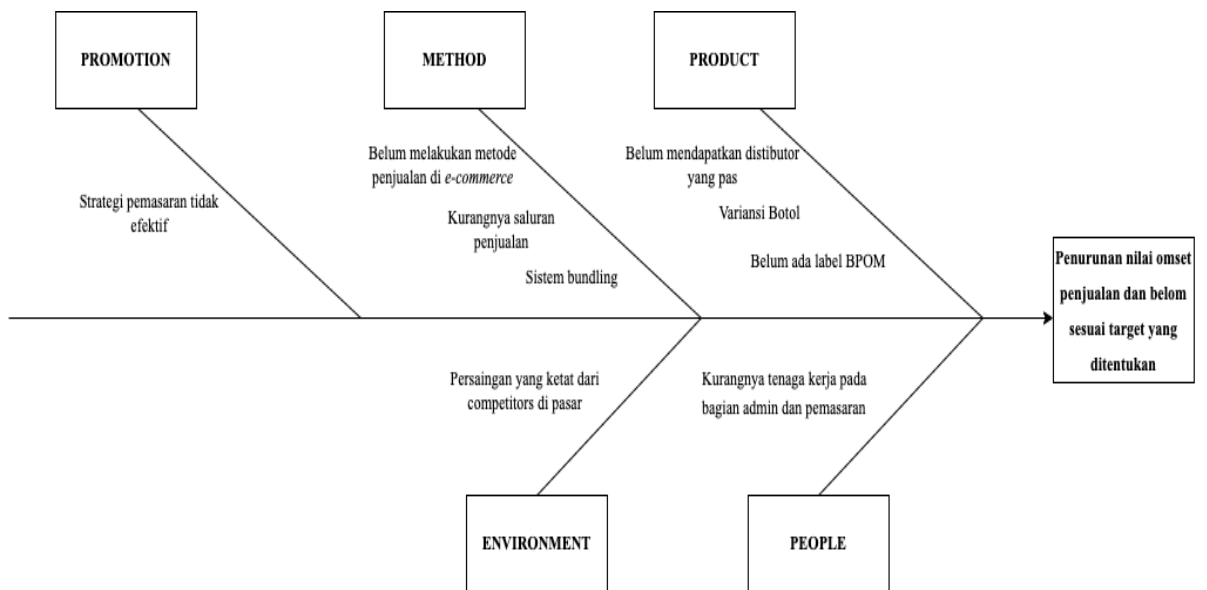 PROMOTION
METHOD
PRODUCT
Strategi pemasaran tidak
efektif
Belum melakukan metode
penjualan di e-commerce
Kurangnya saluran
penjualan
Sistem bundling
Belum mendapatkan distibutor
yang pas
Variansi Botol
Belum ada label BPOM
Penurunan nilai omset
penjualan dan belom
sesuai target yang
ditentukan
Persaingan yang ketat dari
competitors di pasar
Kurangnya tenaga kerja pada
bagian admin dan pemasaran
ENVIRONMENT
PEOPLE